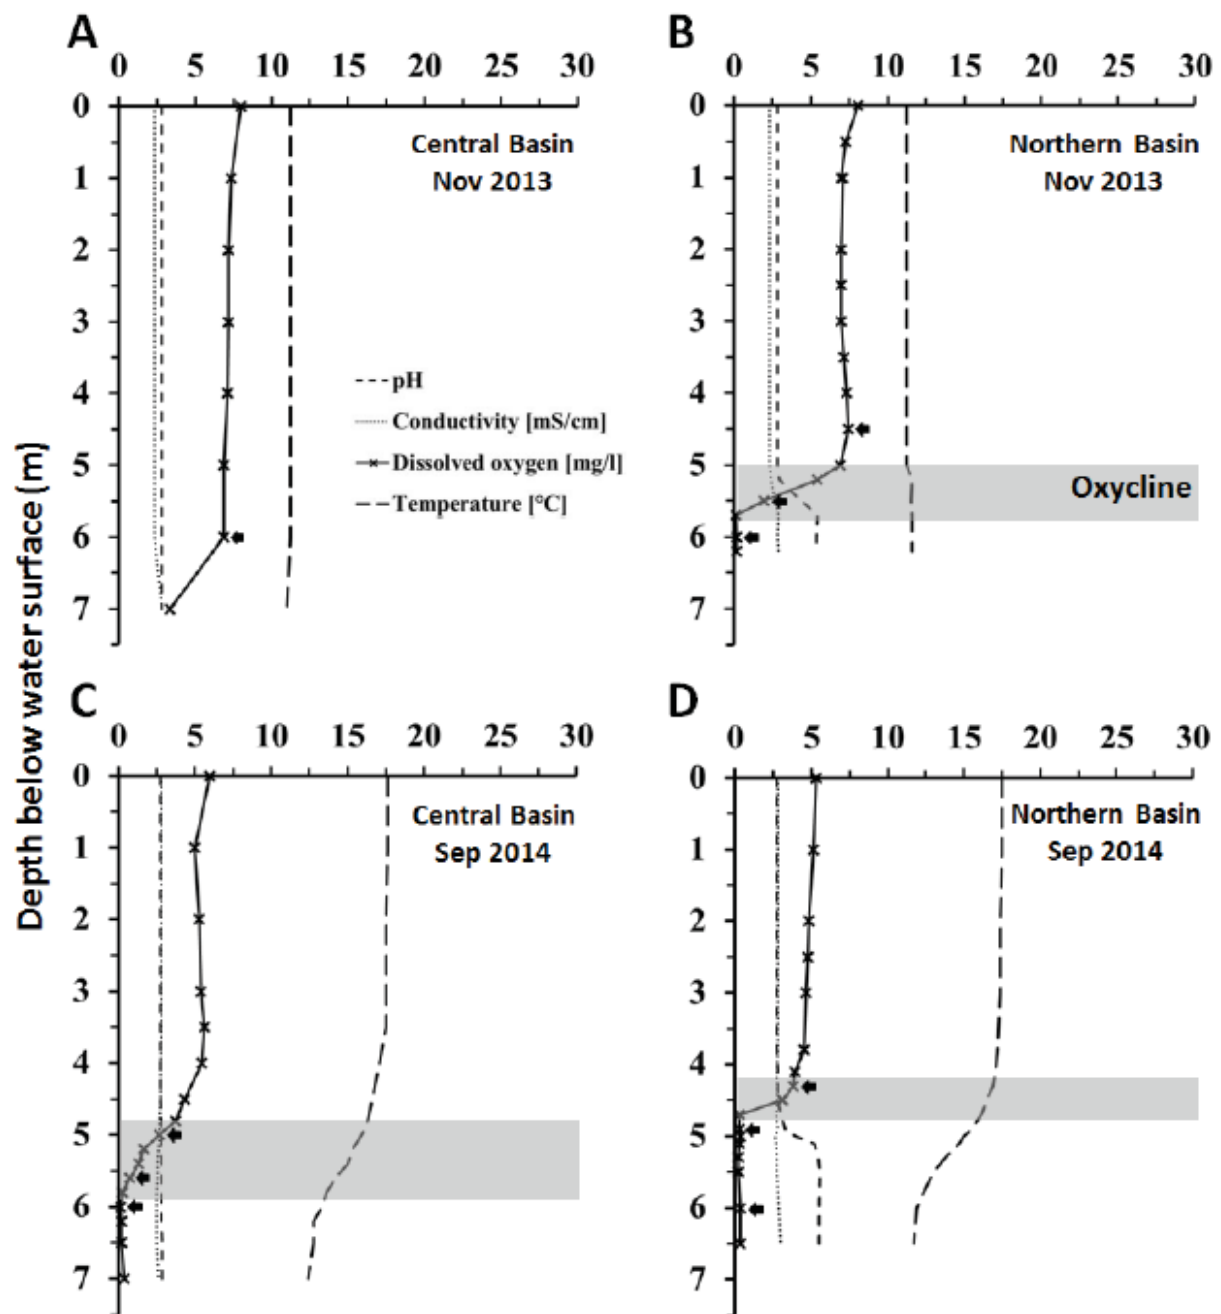 A
0 5 10 15 20 25 30
0
1
2
3
4
5
6
7
Central Basin
Nov 2013
pH
Conductivity [mS/cm]
Dissolved oxygen [mg/l]
Temperature [°C]
B
0 5 10 15 20 25 30
0
1
2
3
4
5
6
7
Northern Basin
Nov 2013
Oxycline
Depth below water surface (m)
C
0 5 10 15 20 25 30
0
1
2
3
4
5
6
7
Central Basin
Sep 2014
D
0 5 10 15 20 25 30
0
1
2
3
4
5
6
7
Northern Basin
Sep 2014